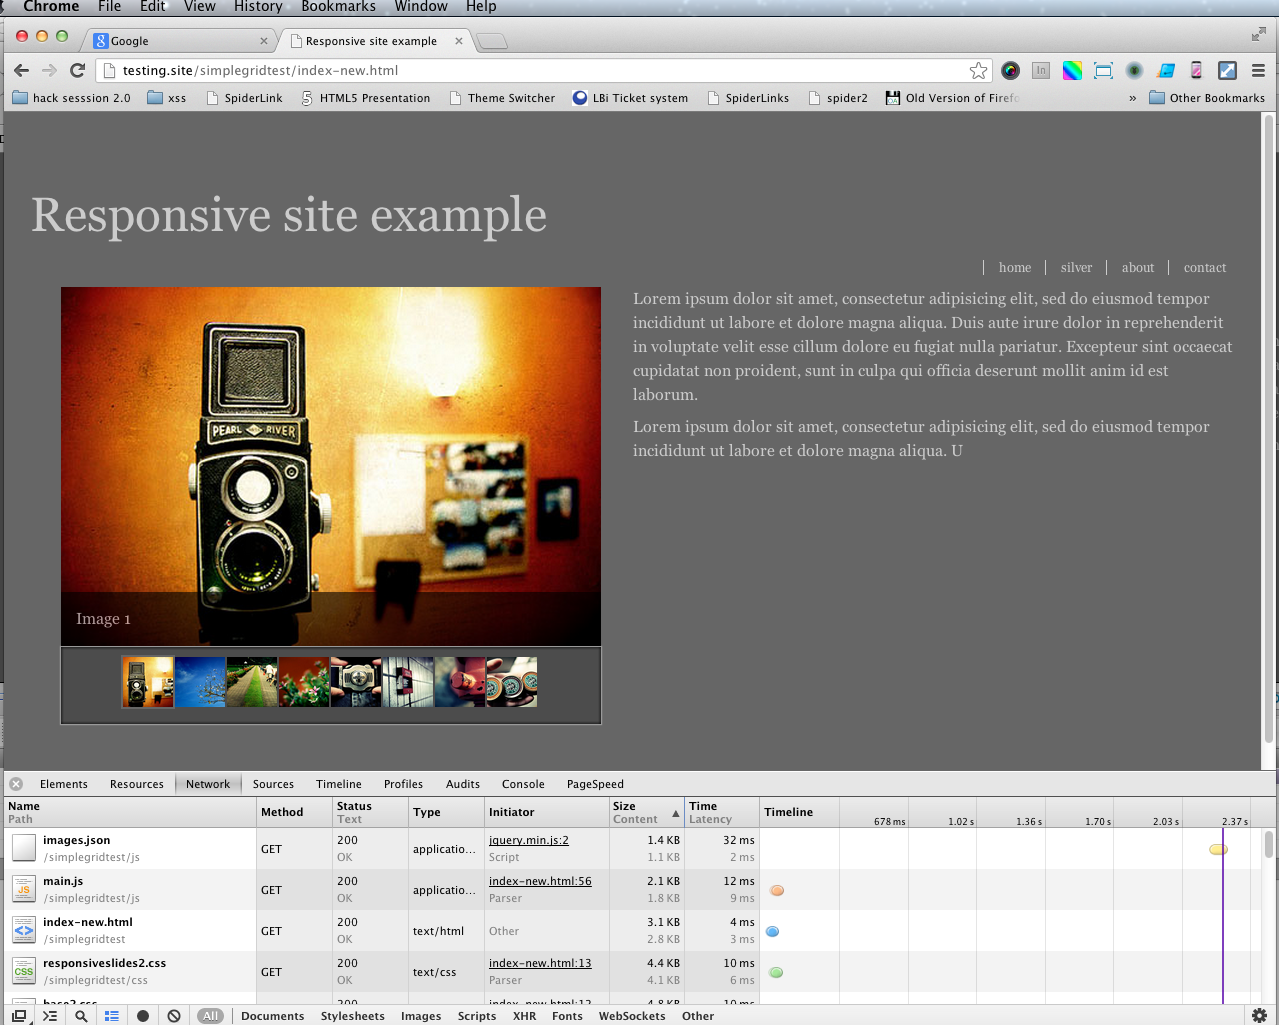 Chrome File Edit View History Bookmarks Window Help
Google
Responsive site example
testing.site/simplegridtest/index-new.html
hack sesssion 2.0 xss SpiderLink HTML5 Presentation Theme Switcher LBi Ticket system SpiderLinks spider2 Old Version of Firefo » Other Bookmarks
Responsive site example
home silver about contact
Lorem ipsum dolor sit amet, consectetur adipisicing elit, sed do eiusmod tempor
incididunt ut labore et dolore magna aliqua. Duis aute irure dolor in reprehenderit
in voluptate velit esse cillum dolore eu fugiat nulla pariatur. Excepteur sint occaecat
cupidatat non proident, sunt in culpa qui officia deserunt mollit anim id est
laborum.
Lorem ipsum dolor sit amet, consectetur adipisicing elit, sed do eiusmod tempor
incididunt ut labore et dolore magna aliqua. U
PEARL RIVER
Image 1
Elements Resources Network Sources Timeline Profiles Audits Console PageSpeed
Name Method Status Type Initiator Size Time Timeline
Path Text Content Latency 678 ms 1.02 s 1.36 s 1.70 s 2.03 s 2.37 s
images.json GET 200 applicatio... jquery.min.js:2 1.4 KB 32 ms
/simplegridtest/js OK Script 1.1 KB 2 ms
main.js GET 200 applicatio... index-new.html:56 2.1 KB 12 ms
/simplegridtest/js OK Parser 1.8 KB 9 ms
index-new.html GET 200 text/html Other 3.1 KB 4 ms
/simplegridtest OK 2.8 KB 3 ms
responsiveslides2.css GET 200 text/css index-new.html:13 4.4 KB 10 ms
/simplegridtest/css OK Parser 4.1 KB 6 ms
base2.css 200 index-new.html:12 4.8 KB 10 ms
All Documents Stylesheets Images Scripts XHR Fonts WebSockets Other